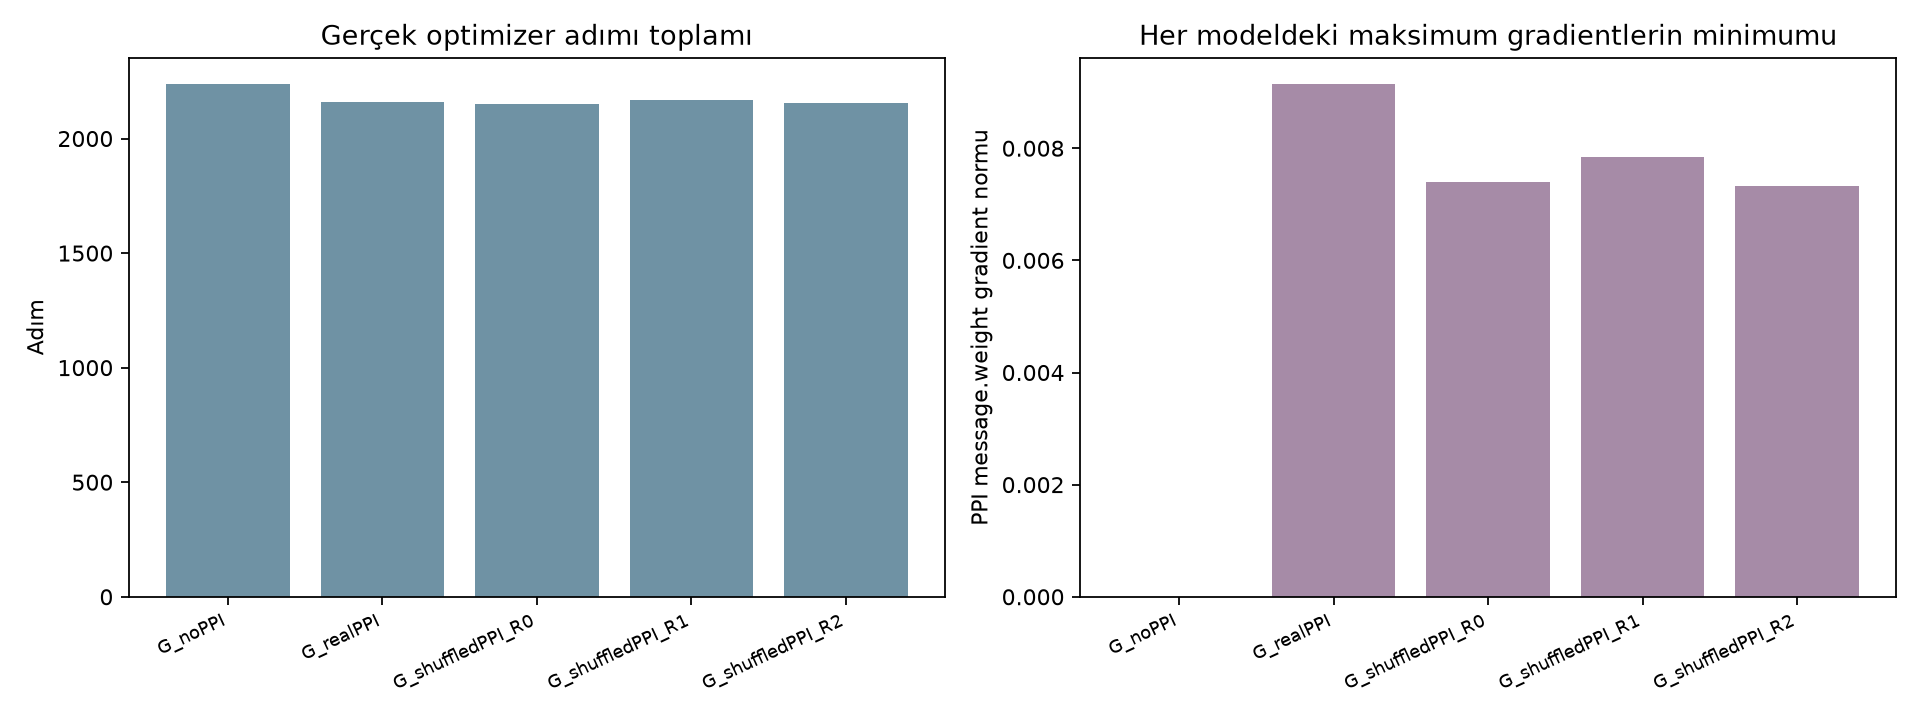 Gerçek optimizer adımı toplamı
Adım
2000
1500
1000
500
0
G_noPPI
G_realPPI
G_shuffledPPI_R0
G_shuffledPPI_R1
G_shuffledPPI_R2
Her modeldeki maksimum gradientlerin minimumu
PPI message.weight gradient normu
0.008
0.006
0.004
0.002
0.000
G_noPPI
G_realPPI
G_shuffledPPI_R0
G_shuffledPPI_R1
G_shuffledPPI_R2